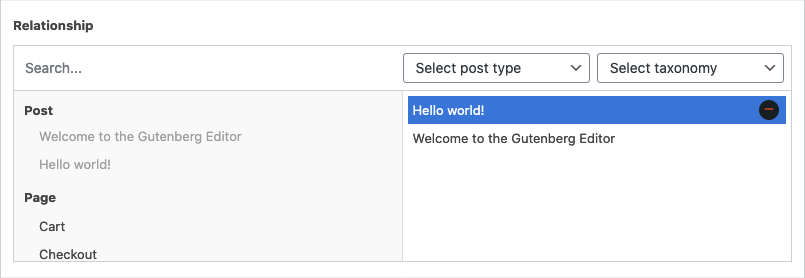 Relationship
Search...
Select post type
Select taxonomy
Post
Welcome to the Gutenberg Editor
Hello world!
Page
Cart
Checkout
Hello world!
Welcome to the Gutenberg Editor